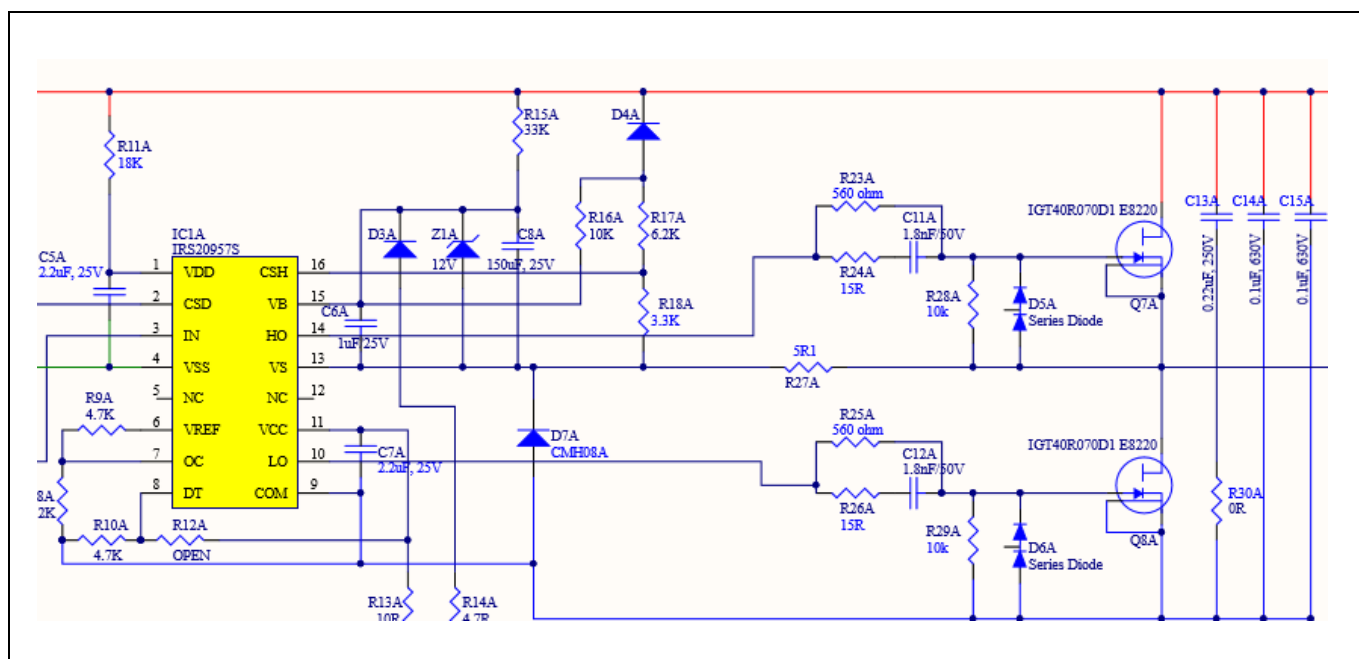 R11A
18K
R15A
33K
D4A
R23A
560 ohm
C11A
1.8nF/50V
IGT40R070D1 E8220
C13A
C14A
C15A
0.22uF, 250V
0.1uF, 630V
0.1uF, 630V
IC1A
IRS20957S
C5A
2.2uF, 25V
D3A
Z1A
12V
C8A
150uF, 25V
R16A
10K
R17A
6.2K
R24A
15R
R28A
10k
D5A
Series Diode
Q7A
1 VDD CSH 16
2 CSD VB 15
3 IN HO 14
4 VSS VS 13
5 NC NC 12
6 VREF VCC 11
7 OC LO 10
8 DT COM 9
C6A
1uF 25V
R18A
3.3K
5R1
R27A
R9A
4.7K
C7A
2.2uF, 25V
D7A
CMH08A
R25A
560 ohm
C12A
1.8nF/50V
IGT40R070D1 E8220
8A
2K
R10A
4.7K
R12A
OPEN
R26A
15R
R29A
10k
D6A
Series Diode
Q8A
R30A
0R
R13A
10R
R14A
4.7R